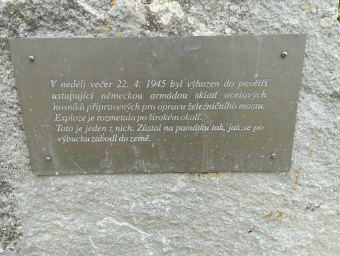 V neděli večer 22. 4. 1945 byl vyhozen do povětří
ustupující německou armádou sklad ocelových
nosníků připravených pro opravu železničního mostu.
Exploze je rozmetala po širokém okolí.
Toto je jeden z nich. Zůstal na památku tak, jak se po
výbuchu zabodl do země.